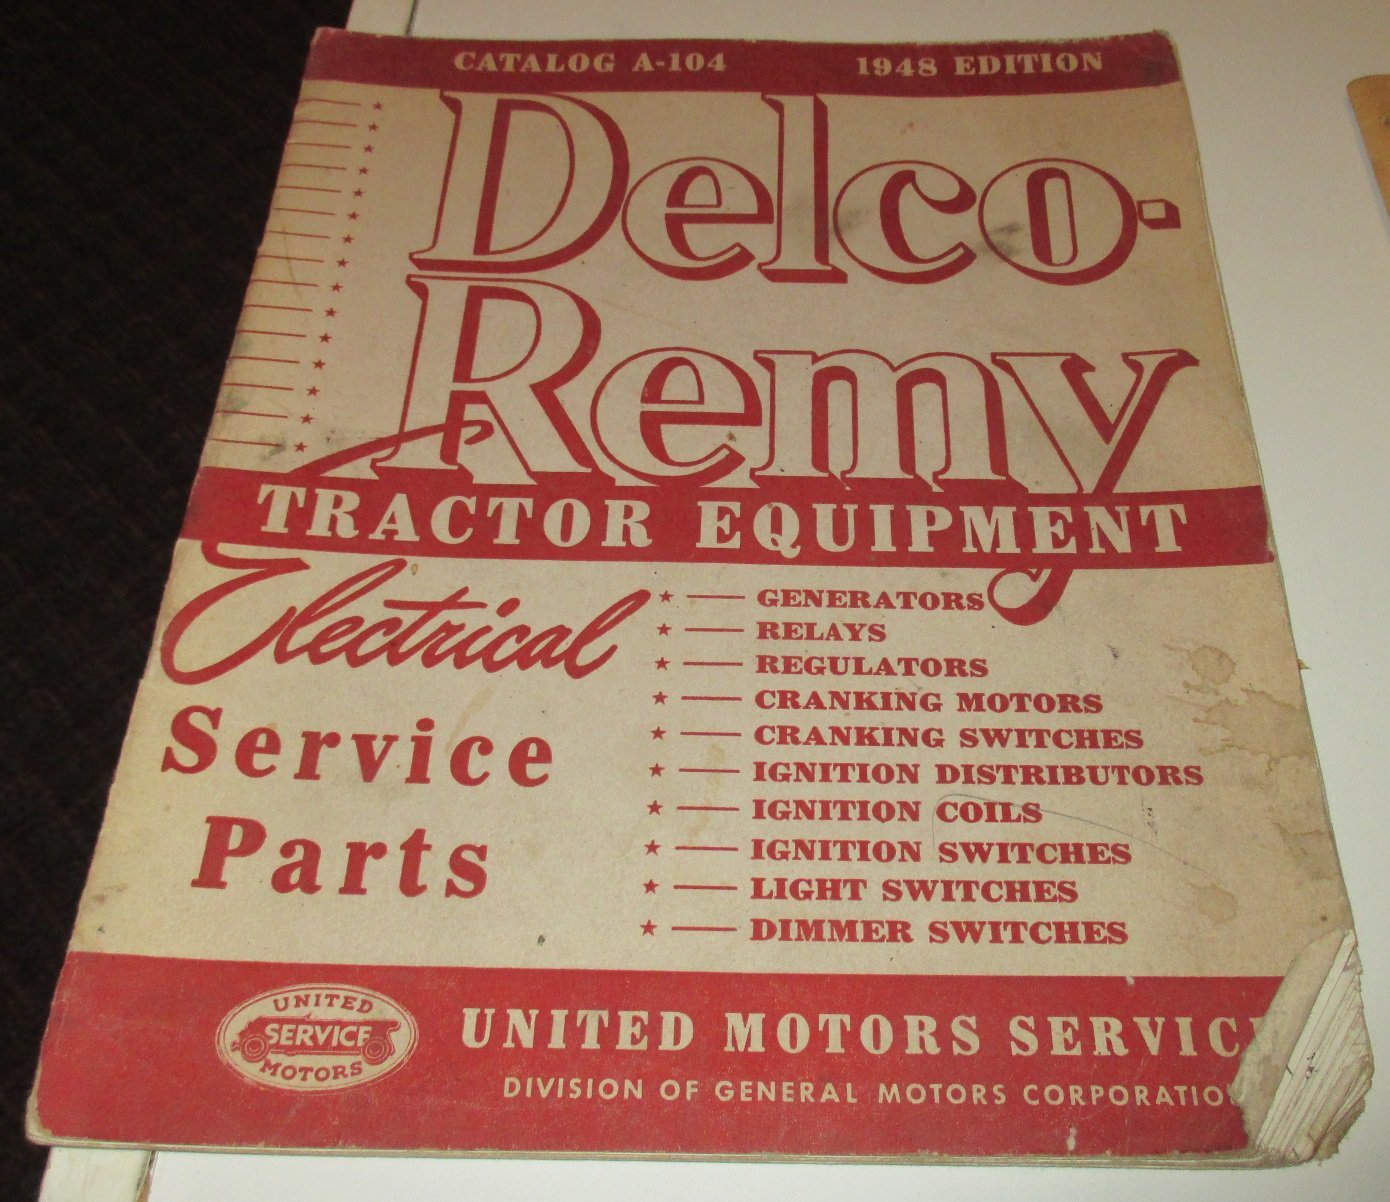 CATALOG A-104 1948 EDITION
Delco-
Remy
TRACTOR EQUIPMENT
Electrical
Service
Parts
★ — GENERATORS
★ — RELAYS
★ — REGULATORS
★ — CRANKING MOTORS
★ — CRANKING SWITCHES
★ — IGNITION DISTRIBUTORS
★ — IGNITION COILS
★ — IGNITION SWITCHES
★ — LIGHT SWITCHES
★ — DIMMER SWITCHES
UNITED
SERVICE
MOTORS
UNITED MOTORS SERVIC
DIVISION OF GENERAL MOTORS CORPORATIO